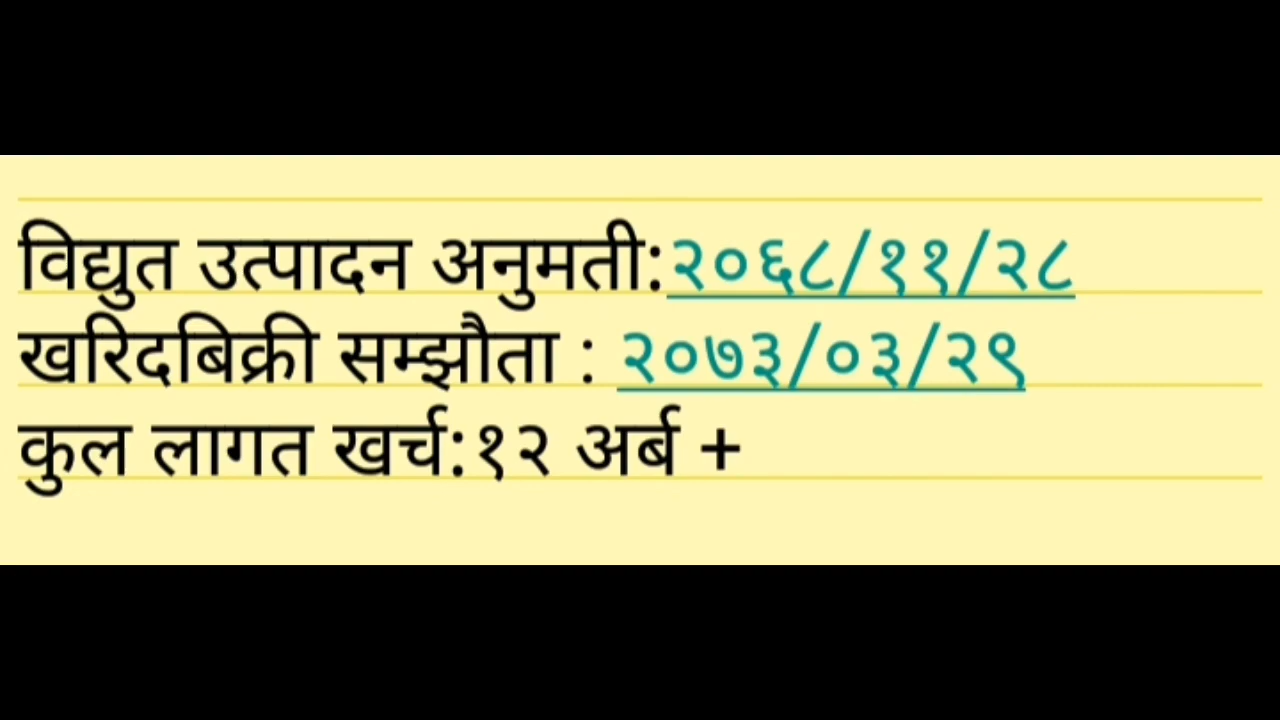 विद्युत उत्पादन अनुमती:२०६८/११/२८
खरिदबिक्री सम्झौता : २०७३/०३/२९
कुल लागत खर्च:१२ अर्ब +